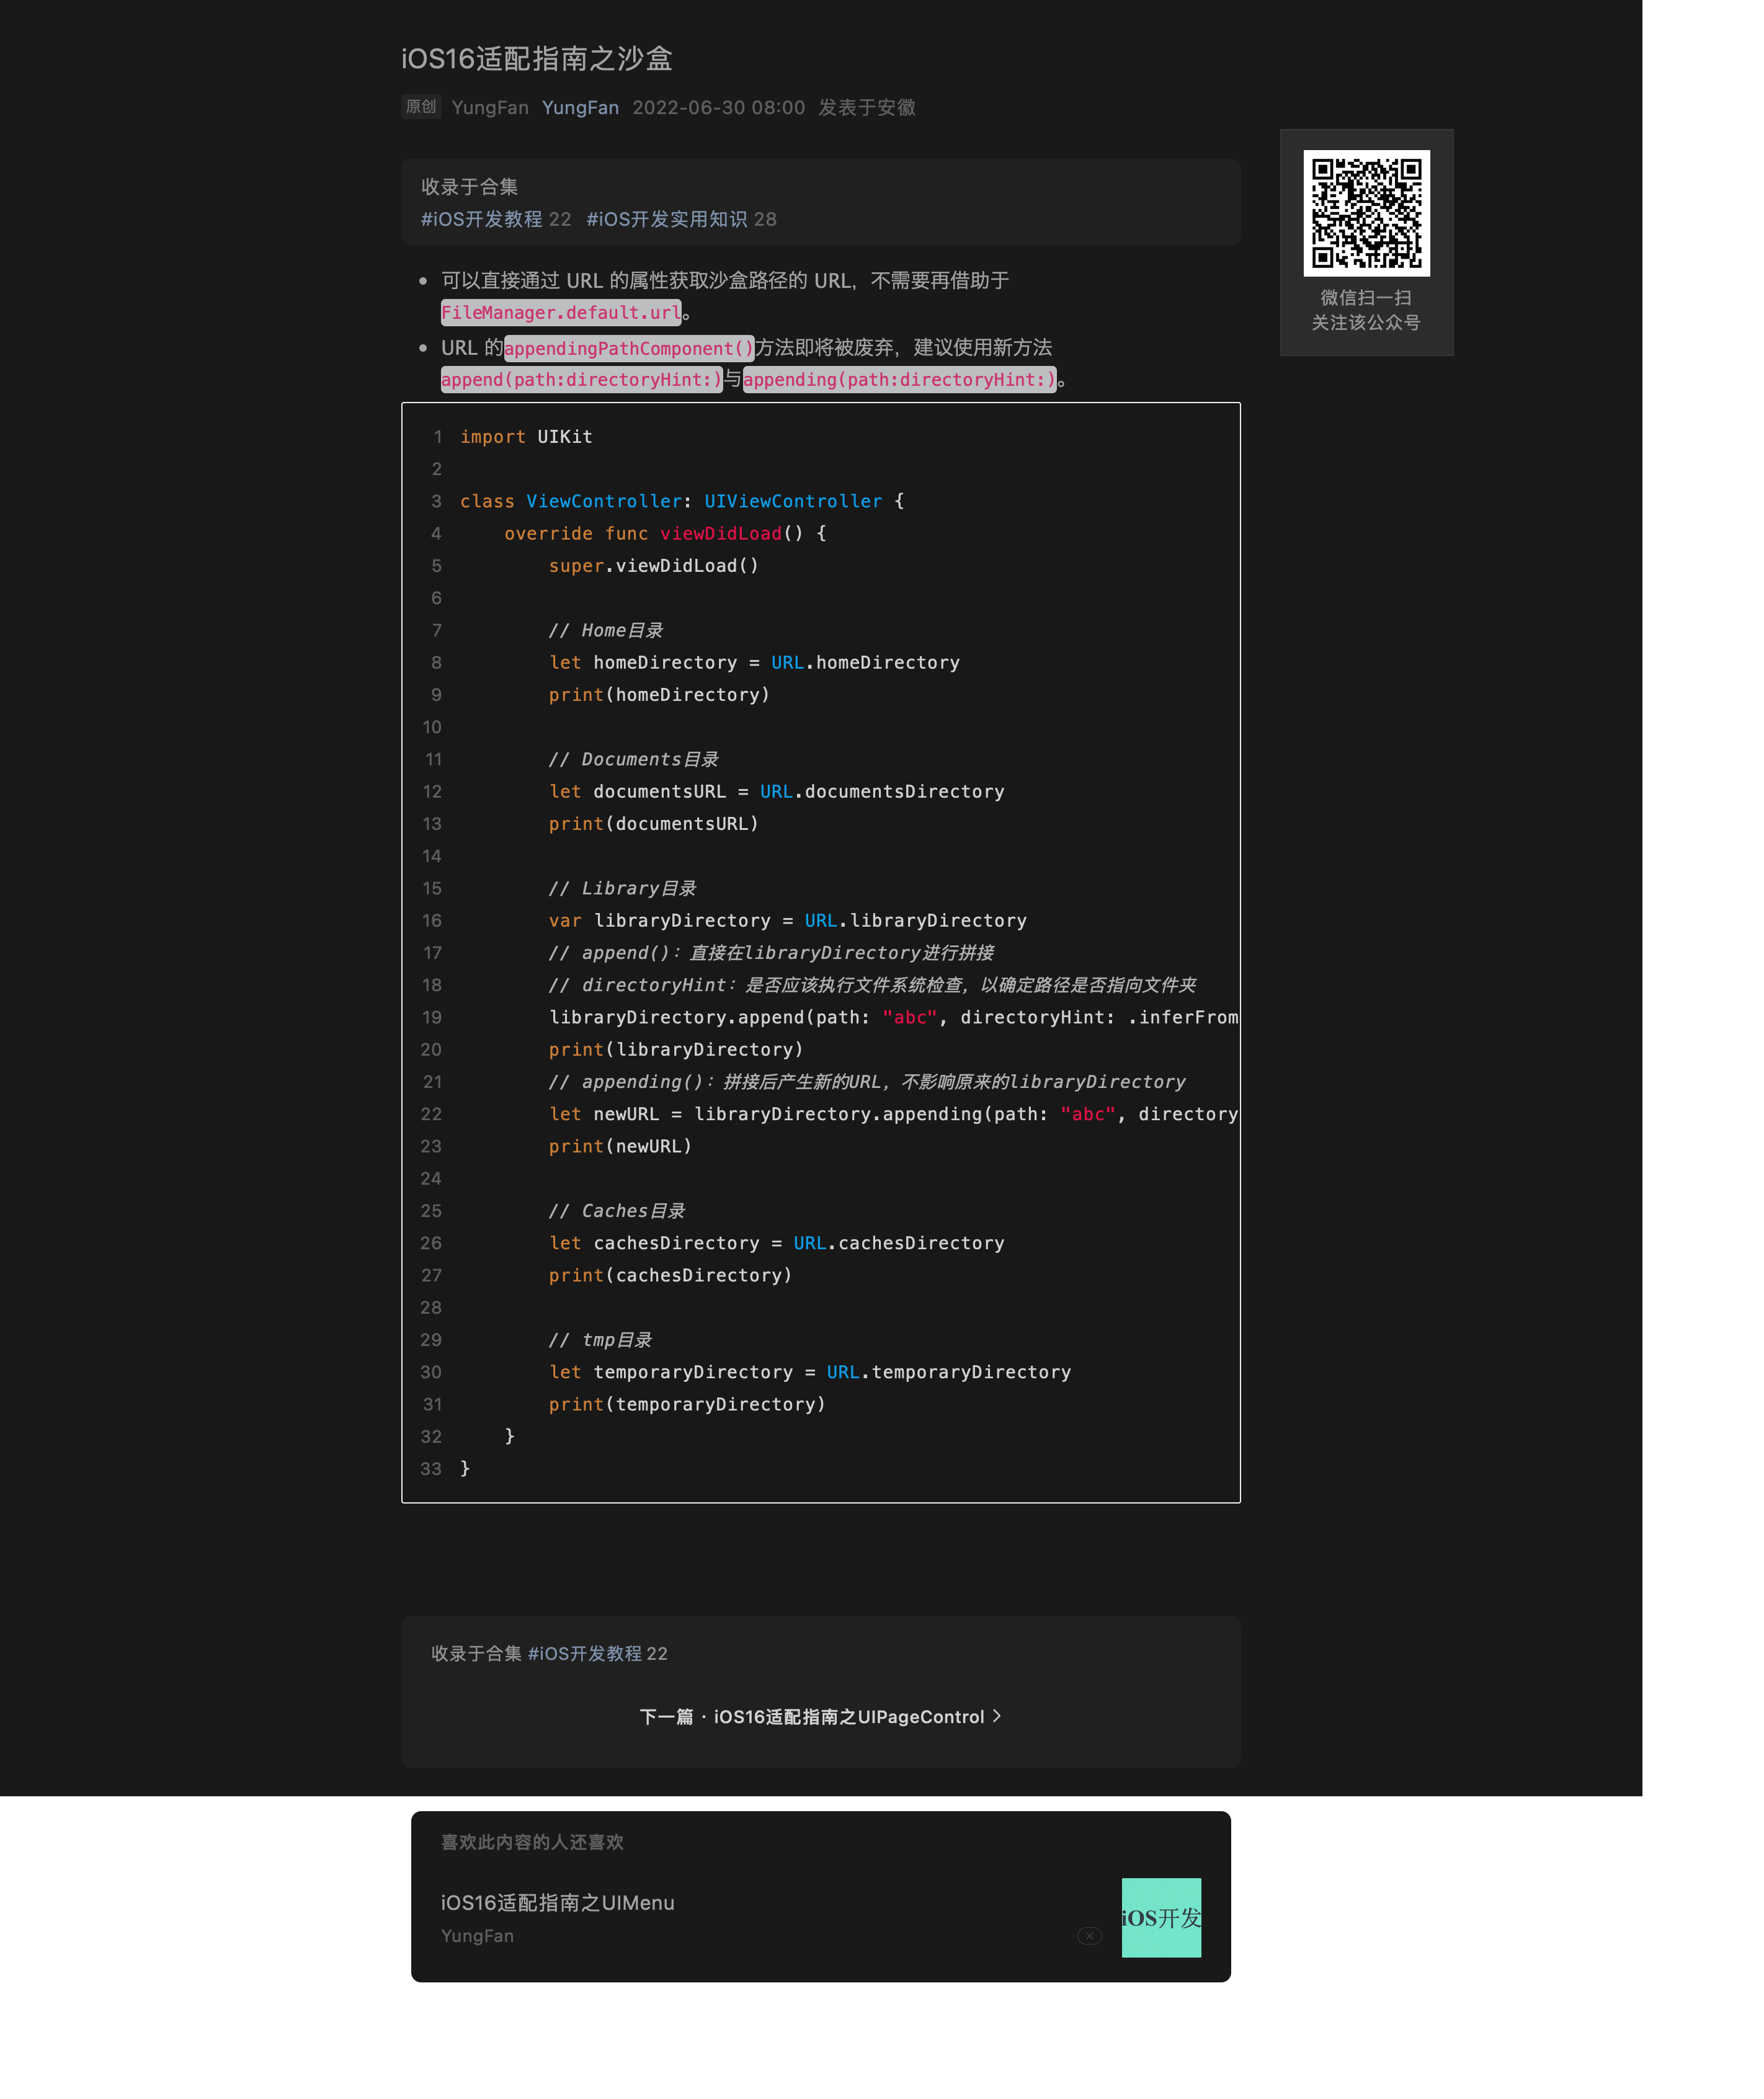 iOS16适配指南之沙盒
原创 YungFan YungFan 2022-06-30 08:00 发表于安徽
收录于合集
#iOS开发教程 22 #iOS开发实用知识 28
微信扫一扫
关注该公众号
• 可以直接通过 URL 的属性获取沙盒路径的 URL，不需要再借助于
FileManager.default.url。
• URL 的appendingPathComponent()方法即将被废弃，建议使用新方法
append(path:directoryHint:)与appending(path:directoryHint:)。
1 import UIKit
2
3 class ViewController: UIViewController {
4     override func viewDidLoad() {
5         super.viewDidLoad()
6
7         // Home目录
8         let homeDirectory = URL.homeDirectory
9         print(homeDirectory)
10
11         // Documents目录
12         let documentsURL = URL.documentsDirectory
13         print(documentsURL)
14
15         // Library目录
16         var libraryDirectory = URL.libraryDirectory
17         // append()：直接在libraryDirectory进行拼接
18         // directoryHint：是否应该执行文件系统检查，以确定路径是否指向文件夹
19         libraryDirectory.append(path: "abc", directoryHint: .inferFrom
20         print(libraryDirectory)
21         // appending()：拼接后产生新的URL，不影响原来的libraryDirectory
22         let newURL = libraryDirectory.appending(path: "abc", directory
23         print(newURL)
24
25         // Caches目录
26         let cachesDirectory = URL.cachesDirectory
27         print(cachesDirectory)
28
29         // tmp目录
30         let temporaryDirectory = URL.temporaryDirectory
31         print(temporaryDirectory)
32     }
33 }
收录于合集 #iOS开发教程 22
下一篇 · iOS16适配指南之UIPageControl
喜欢此内容的人还喜欢
iOS16适配指南之UIMenu
YungFan
iOS开发